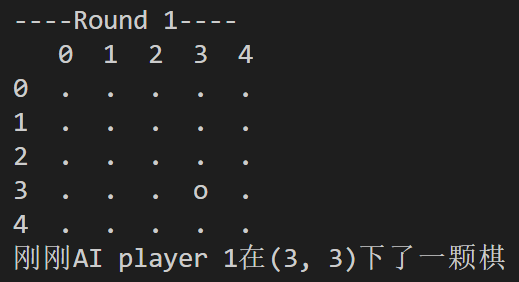 ----Round 1----
   0  1  2  3  4
0  .  .  .  .  .
1  .  .  .  .  .
2  .  .  .  .  .
3  .  .  .  o  .
4  .  .  .  .  .
刚刚AI player 1在(3, 3)下了一颗棋